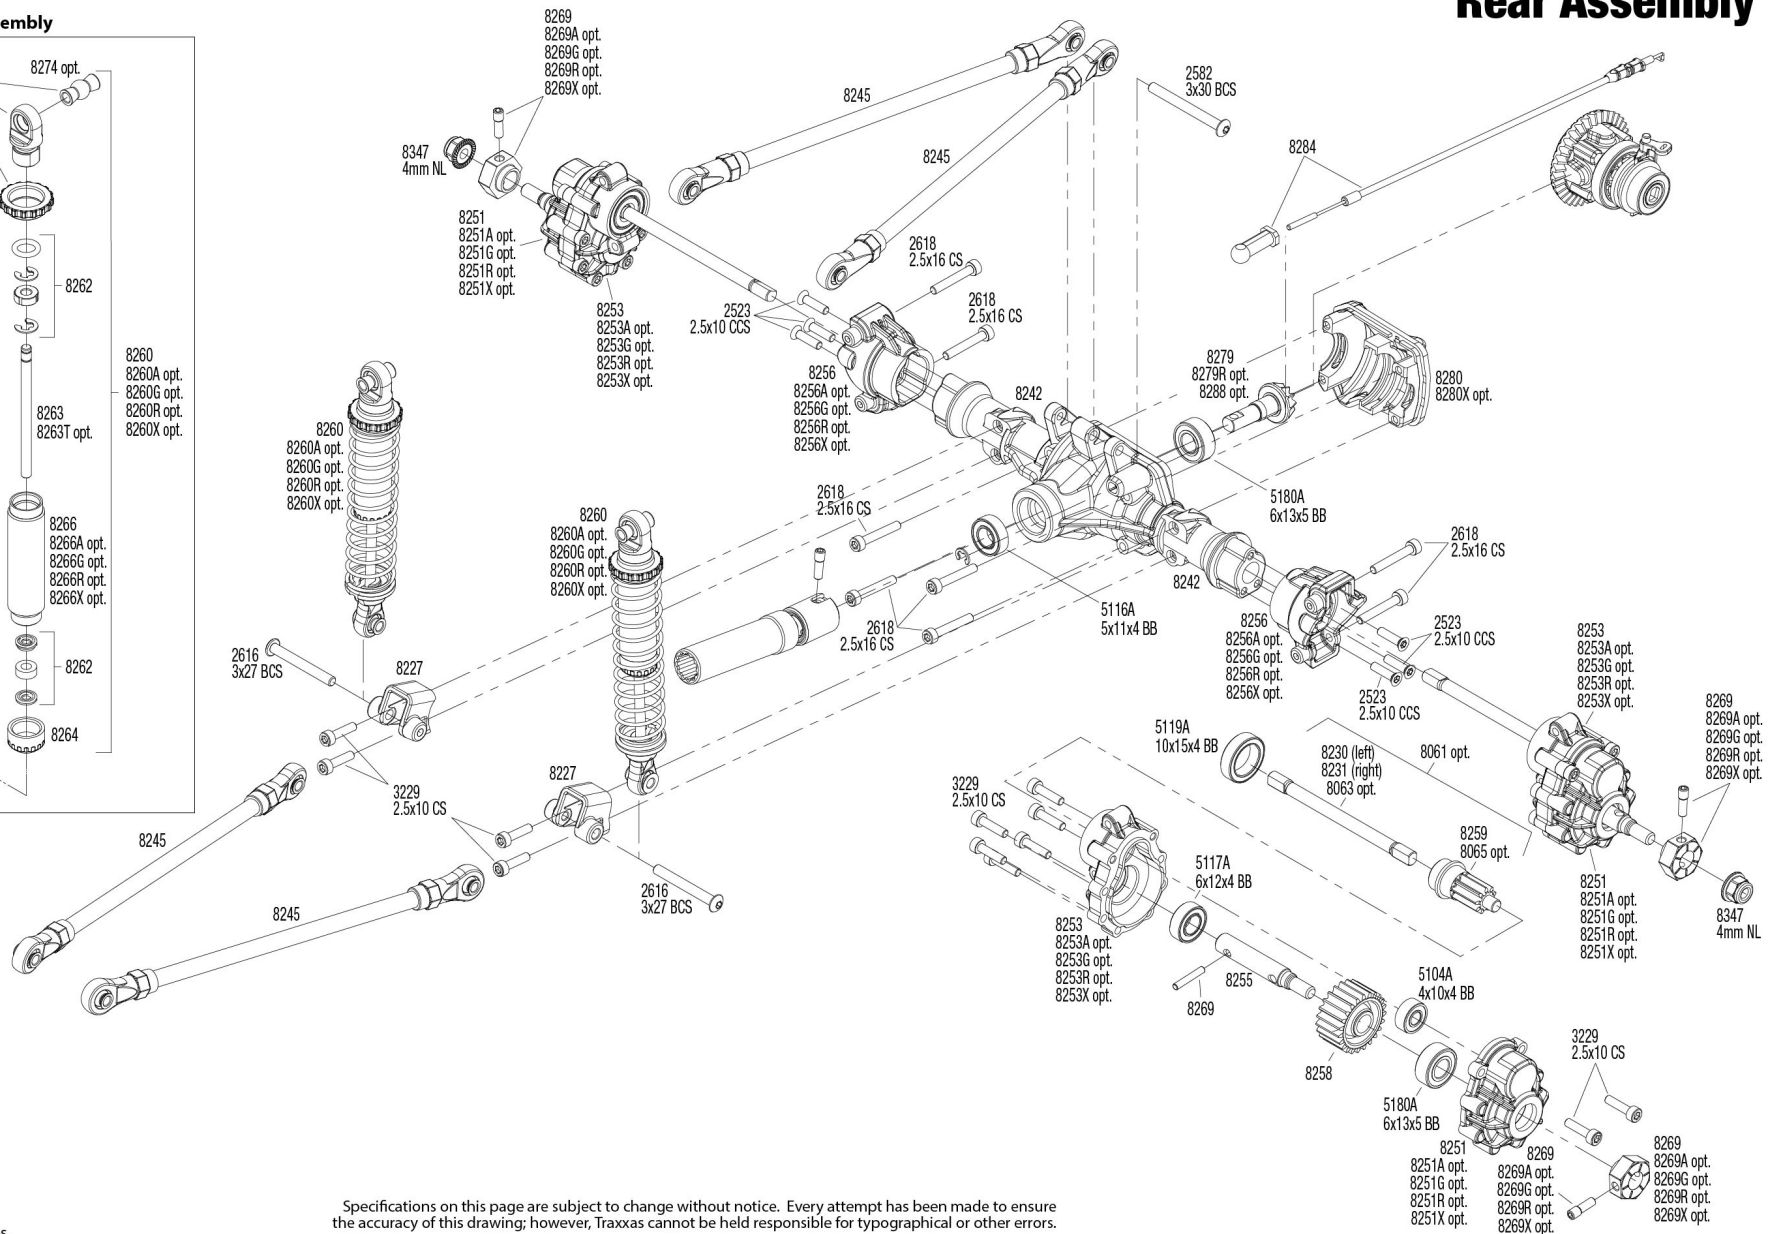 Rear Assembly
embly
8274 opt.
8262
8260
8260A opt.
8260G opt.
8260R opt.
8260X opt.
8263
8263T opt.
8266
8266A opt.
8266G opt.
8266R opt.
8266X opt.
8262
8264
8269
8269A opt.
8269G opt.
8269R opt.
8269X opt.
8347
4mm NL
8251
8251A opt.
8251G opt.
8251R opt.
8251X opt.
8253
8253A opt.
8253G opt.
8253R opt.
8253X opt.
8245
8245
2582
3x30 BCS
8284
2618
2.5x16 CS
2618
2.5x16 CS
2523
2.5x10 CCS
8256
8256A opt.
8256G opt.
8256R opt.
8256X opt.
8242
8279
8279R opt.
8288 opt.
8280
8280X opt.
5180A
6x13x5 BB
8260
8260A opt.
8260G opt.
8260R opt.
8260X opt.
2618
2.5x16 CS
8260
8260A opt.
8260G opt.
8260R opt.
8260X opt.
2618
2.5x16 CS
8242
5116A
5x11x4 BB
2618
2.5x16 CS
8256
8256A opt.
8256G opt.
8256R opt.
8256X opt.
2523
2.5x10 CCS
2523
2.5x10 CCS
8253
8253A opt.
8253G opt.
8253R opt.
8253X opt.
8269
8269A opt.
8269G opt.
8269R opt.
8269X opt.
2616
3x27 BCS
8227
3229
2.5x10 CS
8227
2616
3x27 BCS
8245
8245
5119A
10x15x4 BB
8230 (left)
8231 (right)
8063 opt.
8061 opt.
8259
8065 opt.
3229
2.5x10 CS
5117A
6x12x4 BB
8251
8251A opt.
8251G opt.
8251R opt.
8251X opt.
8347
4mm NL
8253
8253A opt.
8253G opt.
8253R opt.
8253X opt.
8269
8255
5104A
4x10x4 BB
8258
5180A
6x13x5 BB
3229
2.5x10 CS
8251
8251A opt.
8251G opt.
8251R opt.
8251X opt.
8269
8269A opt.
8269G opt.
8269R opt.
8269X opt.
8269
8269A opt.
8269G opt.
8269R opt.
8269X opt.
Specifications on this page are subject to change without notice. Every attempt has been made to ensure
the accuracy of this drawing; however, Traxxas cannot be held responsible for typographical or other errors.